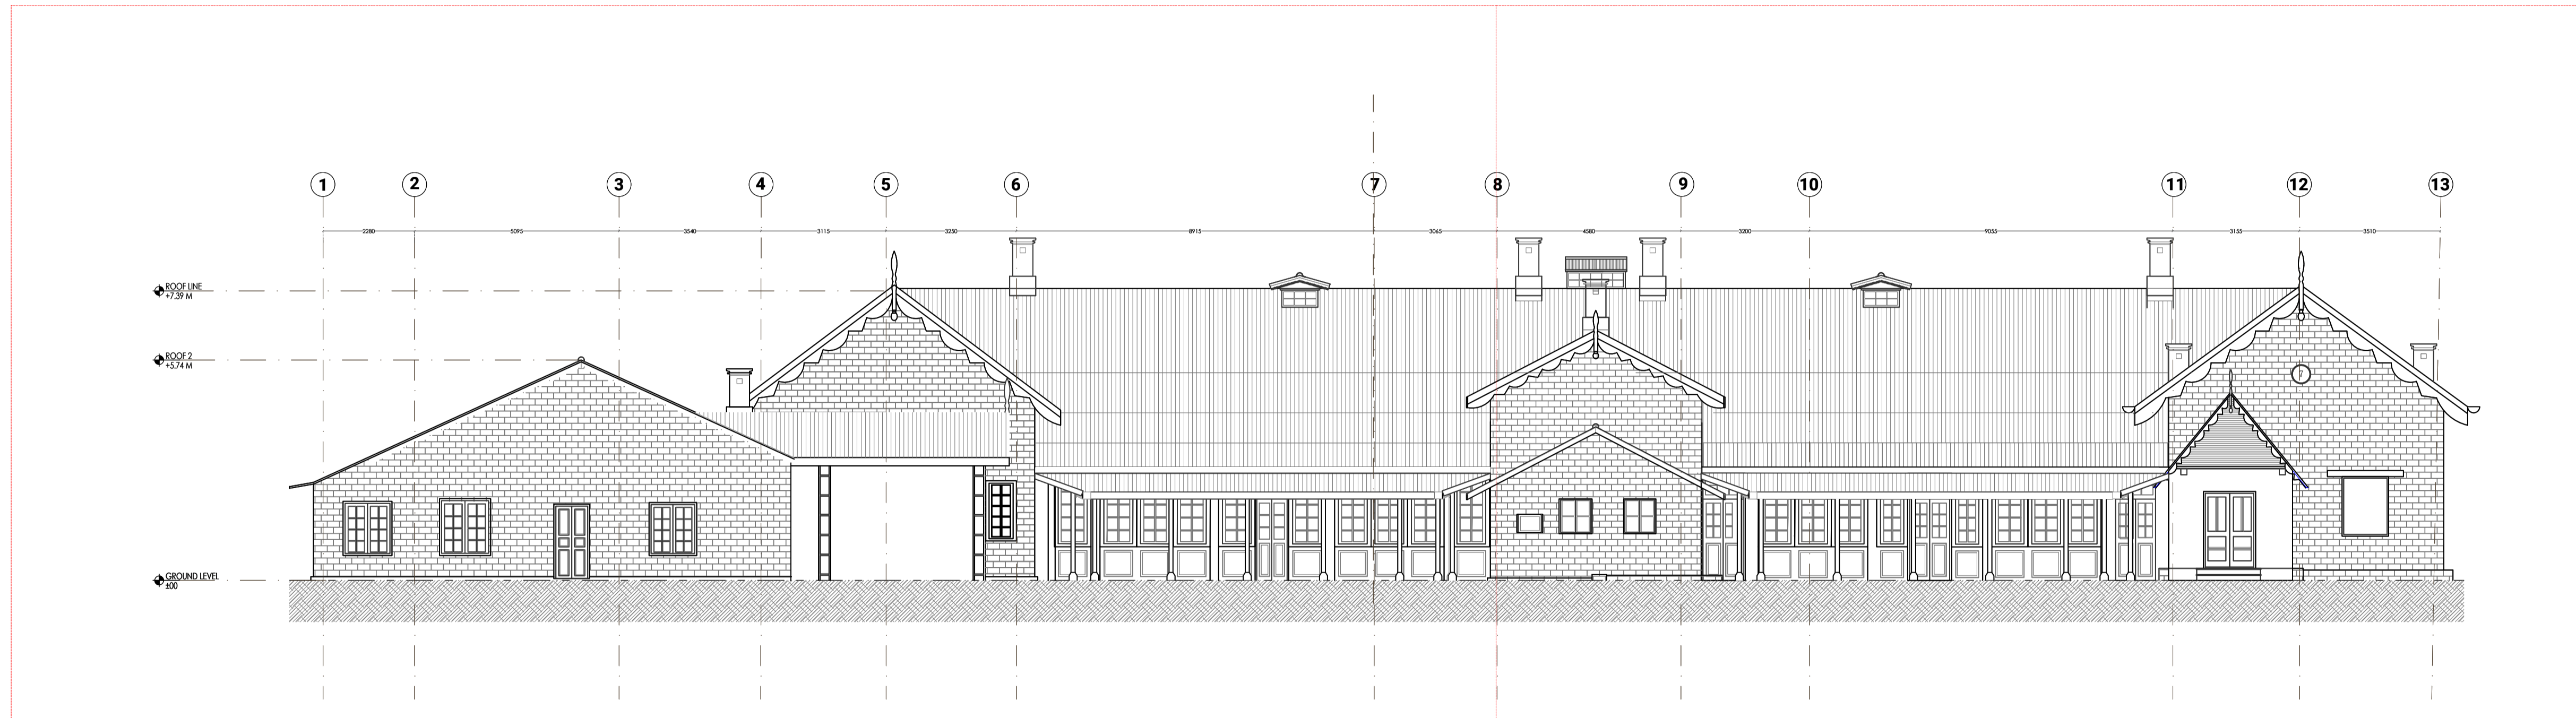 1 2 3 4 5 6 7 8 9 10 11 12 13
2280 5095 3540 3115 3250 8915 3065 4580 3200 9055 3155 3510
ROOF LINE
+7.39 M
ROOF 2
+5.74 M
GROUND LEVEL
±00